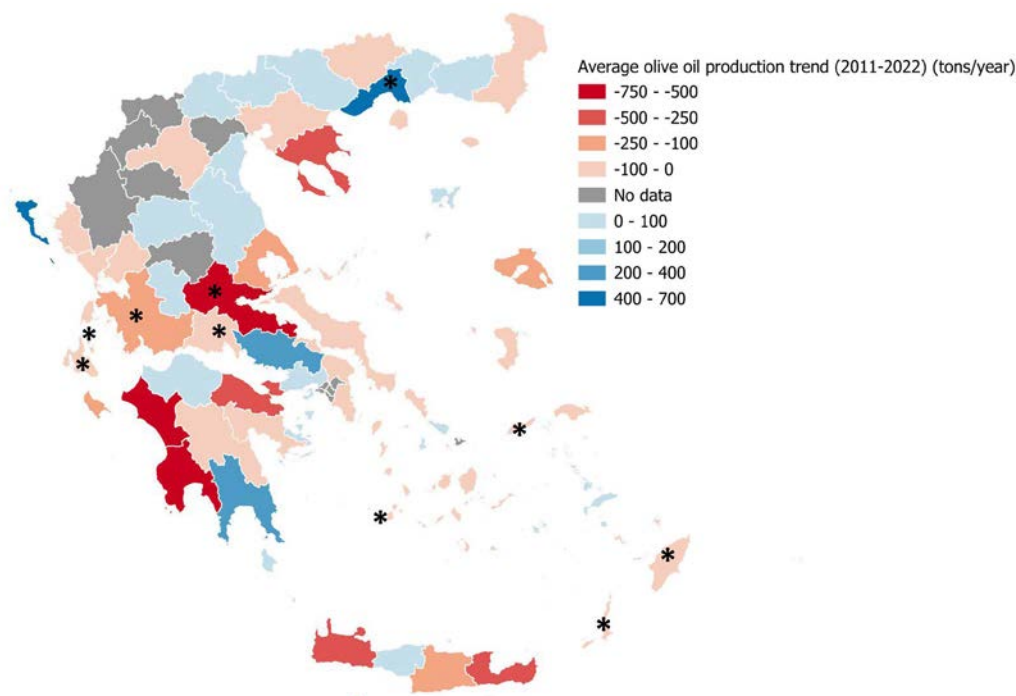 Average olive oil production trend (2011-2022) (tons/year)
-750 - -500
-500 - -250
-250 - -100
-100 - 0
No data
0 - 100
100 - 200
200 - 400
400 - 700